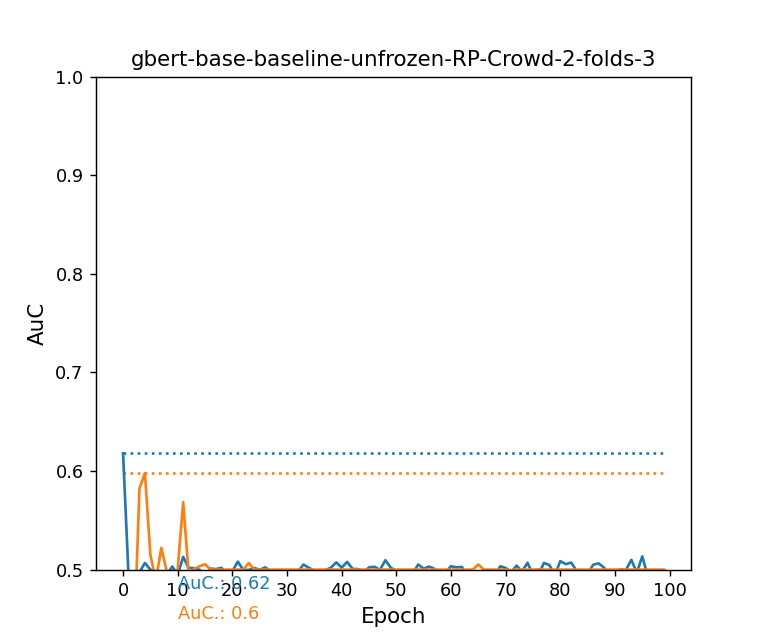 gbert-base-baseline-unfrozen-RP-Crowd-2-folds-3
1.0
0.9
0.8
0.7
0.6
0.5
AuC
0 10 20 30 40 50 60 70 80 90 100
AuC.: 0.62
AuC.: 0.6
Epoch